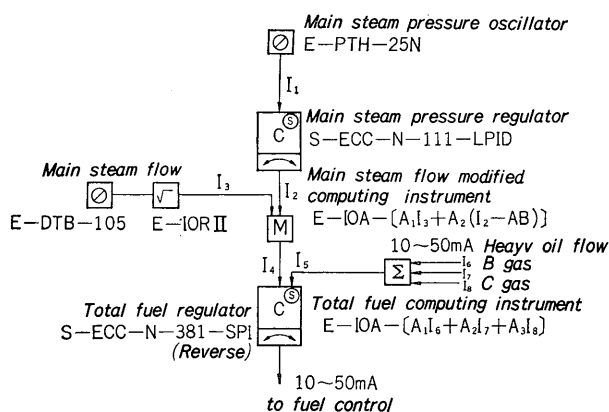 Main steam pressure oscillator
E-PTH-25N
I₁
C S
Main steam pressure regulator
S-ECC-N-111-LPID
Main steam flow
I₃
I₂
Main steam flow modified
computing instrument
E-DTB-105
√
E-IORⅡ
M
E-IOA-[A₁I₃+A₂(I₂-AB)]
10~50mA Heayv oil flow
I₄
I₅
Σ
I₆
I₇ B gas
I₈ C gas
Total fuel regulator
S-ECC-N-381-SPI
(Reverse)
C S
Total fuel computing instrument
E-IOA-[A₁I₆+A₂I₇+A₃I₈]
10~50mA
to fuel control